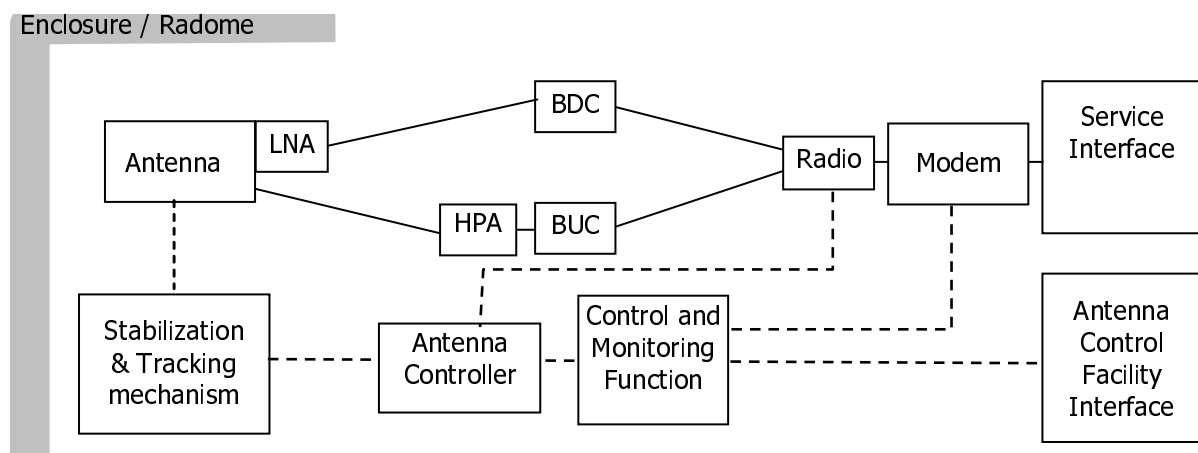 Enclosure / Radome
BDC
LNA
Antenna
Radio
Modem
Service
Interface
HPA
BUC
Stabilization
& Tracking
mechanism
Antenna
Controller
Control and
Monitoring
Function
Antenna
Control
Facility
Interface